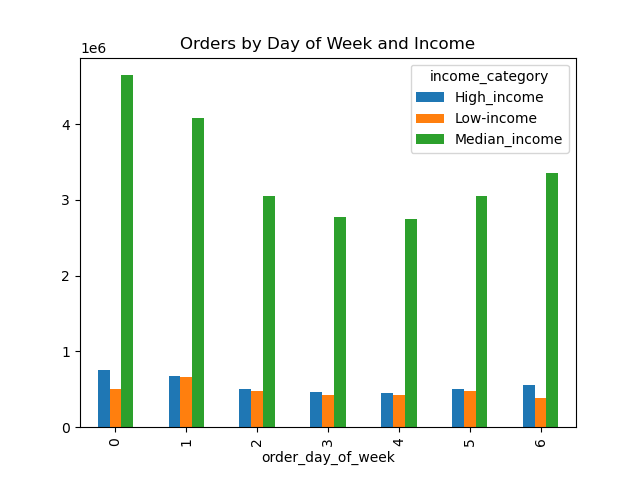 Orders by Day of Week and Income
1e6
income_category
High_income
Low-income
Median_income
4
3
2
1
0
0 1 2 3 4 5 6
order_day_of_week